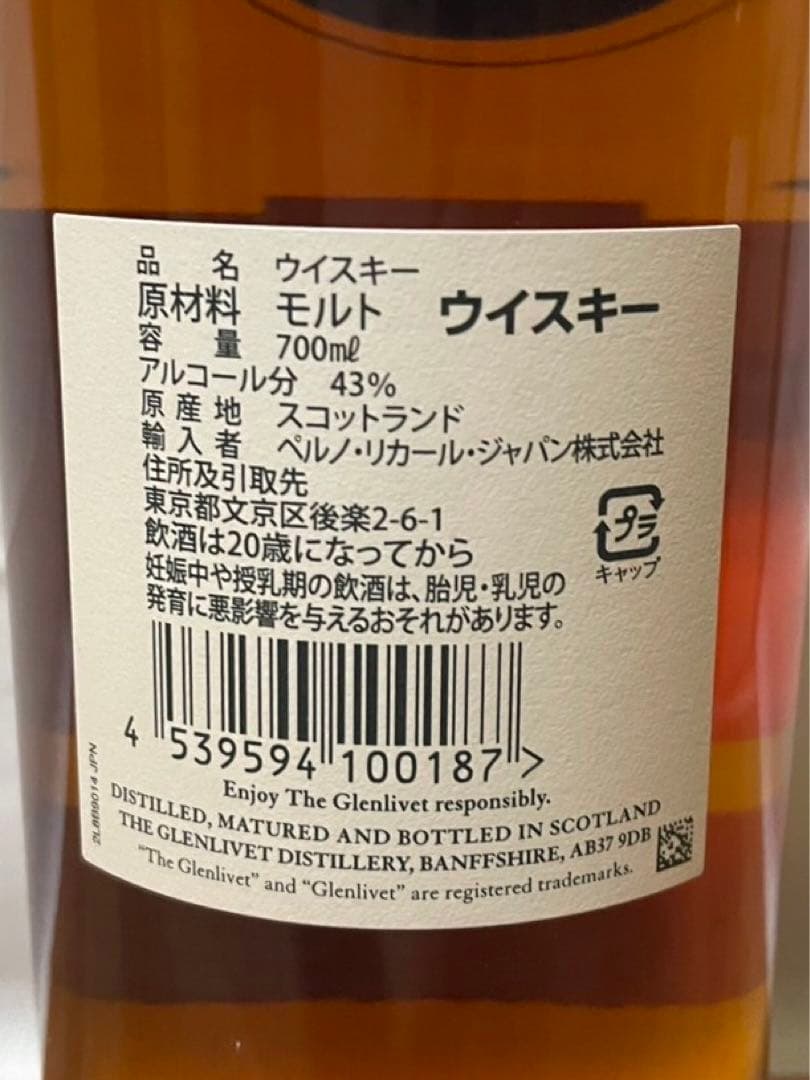 品名 ウイスキー
原材料 モルト ウイスキー
容量 700mℓ
アルコール分 43%
原産地 スコットランド
輸入者 ペルノ・リカール・ジャパン株式会社
住所及引取先
東京都文京区後楽2-6-1
飲酒は20歳になってから
妊娠中や授乳期の飲酒は、胎児・乳児の
発育に悪影響を与えるおそれがあります。
プラ
キャップ
4 539594 100187 >
Enjoy The Glenlivet responsibly.
DISTILLED, MATURED AND BOTTLED IN SCOTLAND
THE GLENLIVET DISTILLERY, BANFFSHIRE, AB37 9DB
“The Glenlivet” and “Glenlivet” are registered trademarks.